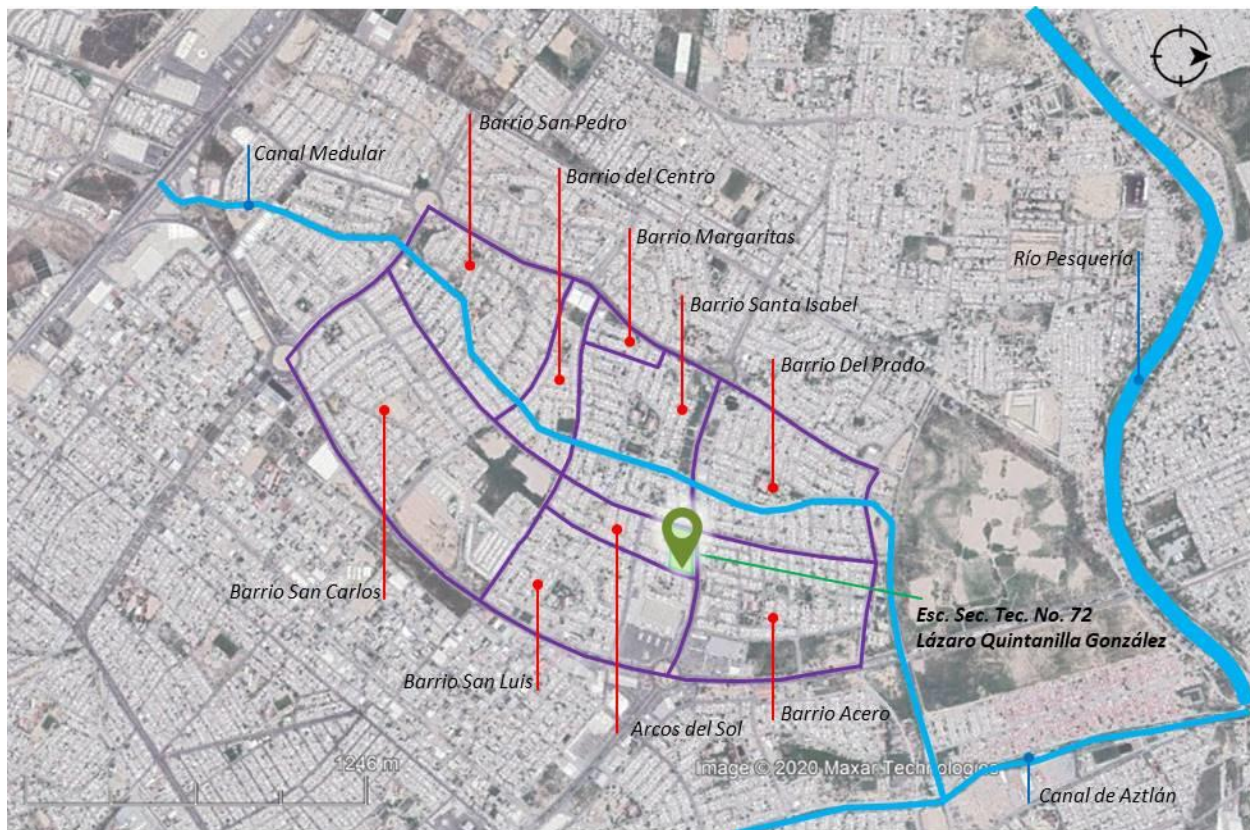 Barrio San Pedro
Canal Medular
Barrio del Centro
Barrio Margaritas
Río Pesquería
Barrio Santa Isabel
Barrio Del Prado
Barrio San Carlos
Esc. Sec. Tec. No. 72
Lázaro Quintanilla González
Barrio San Luis
Barrio Acero
Arcos del Sol
1246 m
Image © 2020 Maxar Technologies
Canal de Aztlán